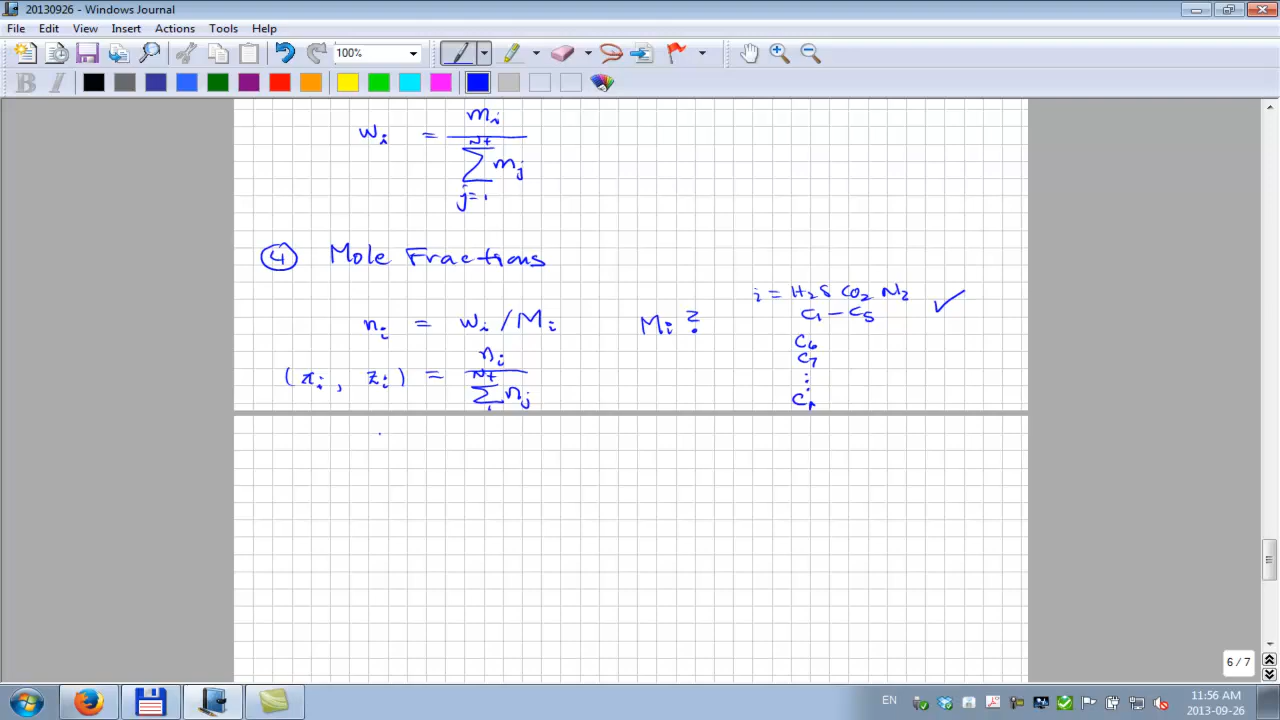 20130926 - Windows Journal
File Edit View Insert Actions Tools Help
100%
B I
wᵢ = mᵢ / ∑ mⱼ
Nt
j=1
④ Mole Fractions
i = H₂S CO₂ N₂ ✓
C₁ – C₅
nᵢ = wᵢ / Mᵢ Mᵢ ?
C₆
C₇
⋮
(xᵢ, zᵢ) = nᵢ / ∑ nⱼ
Nt
6 / 7
EN
11:56 AM
2013-09-26